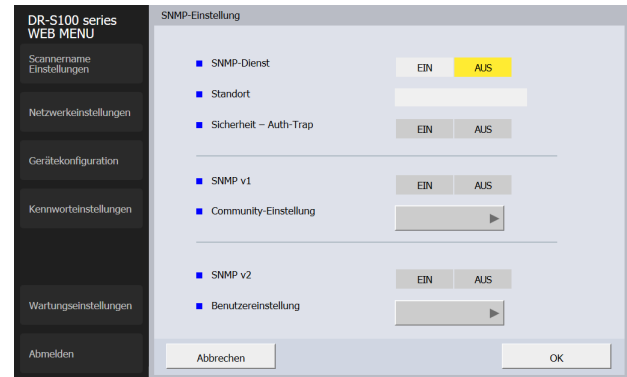 DR-S100 series
WEB MENU
Scannername
Einstellungen
Netzwerkeinstellungen
Gerätekonfiguration
Kennworteinstellungen
Wartungseinstellungen
Abmelden
SNMP-Einstellung
SNMP-Dienst EIN AUS
Standort
Sicherheit – Auth-Trap EIN AUS
SNMP v1 EIN AUS
Community-Einstellung
SNMP v2 EIN AUS
Benutzereinstellung
Abbrechen OK